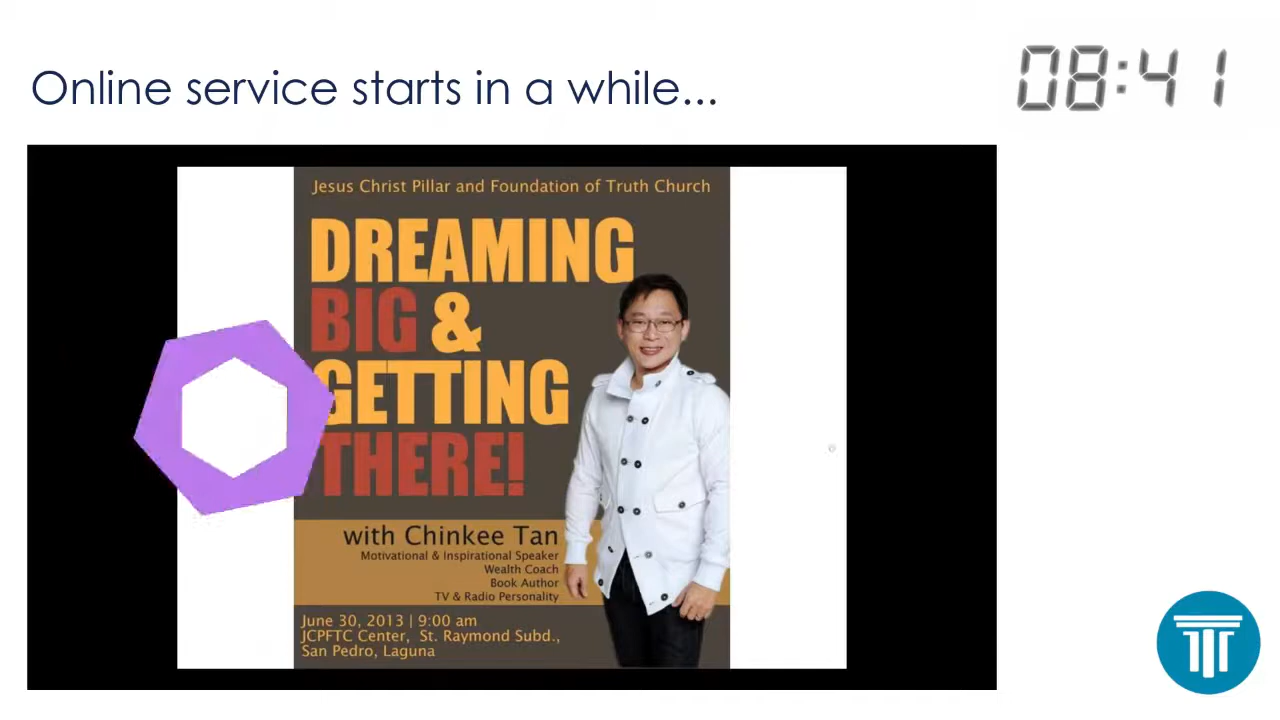 Online service starts in a while...
08:41
Jesus Christ Pillar and Foundation of Truth Church
DREAMING
BIG &
GETTING
THERE!
with Chinkee Tan
Motivational & Inspirational Speaker
Wealth Coach
Book Author
TV & Radio Personality
June 30, 2013 | 9:00 am
JCPFTC Center, St. Raymond Subd.,
San Pedro, Laguna